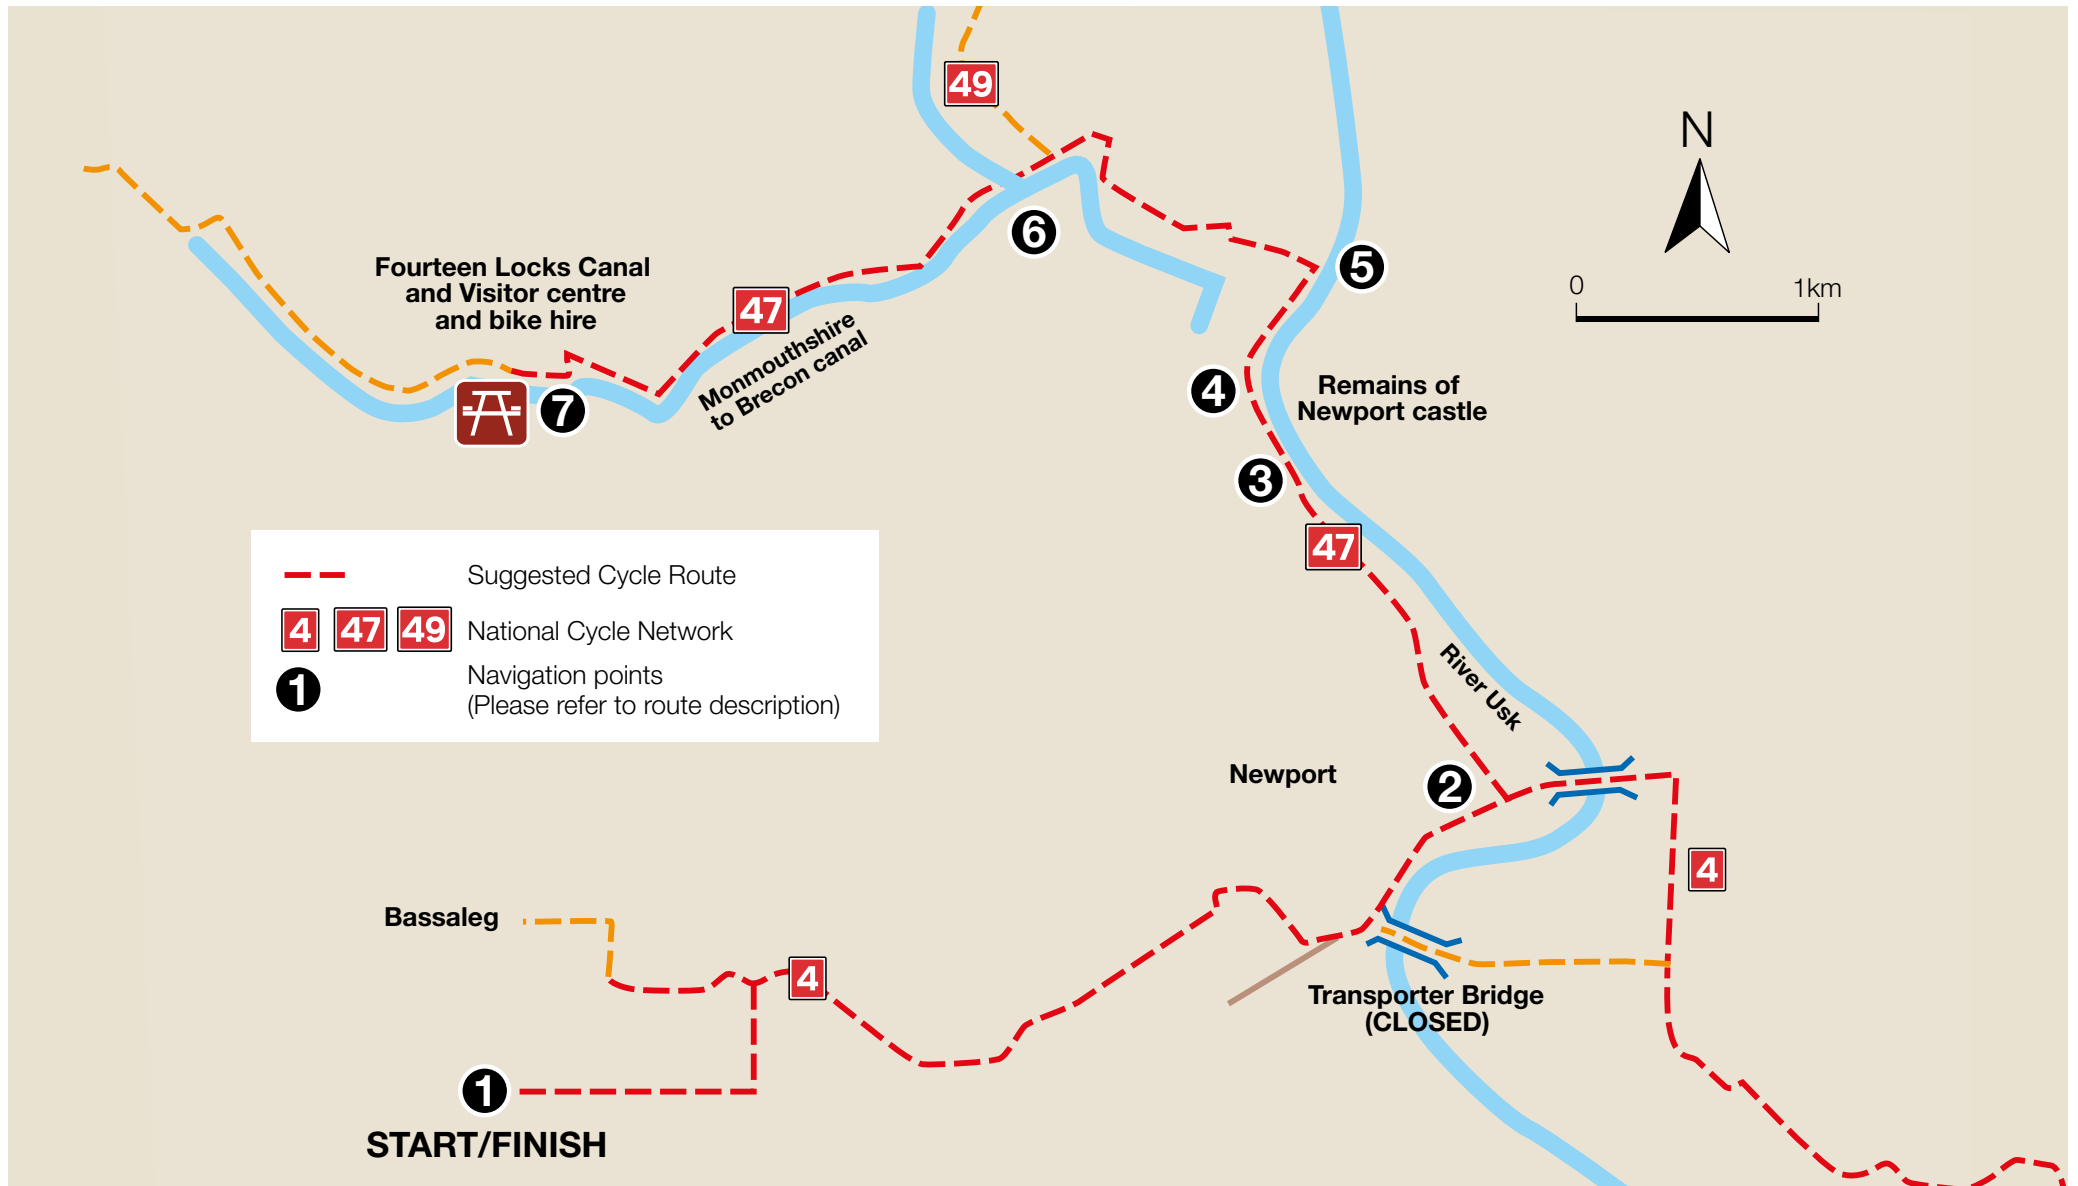 49
N
0
1km
Fourteen Locks Canal
and Visitor centre
and bike hire
47
Monmouthshire
to Brecon canal
6
5
7
4
Remains of
Newport castle
3
47
Suggested Cycle Route
4 47 49 National Cycle Network
1 Navigation points
(Please refer to route description)
River Usk
Newport
2
4
Bassaleg
4
Transporter Bridge
(CLOSED)
1
START/FINISH